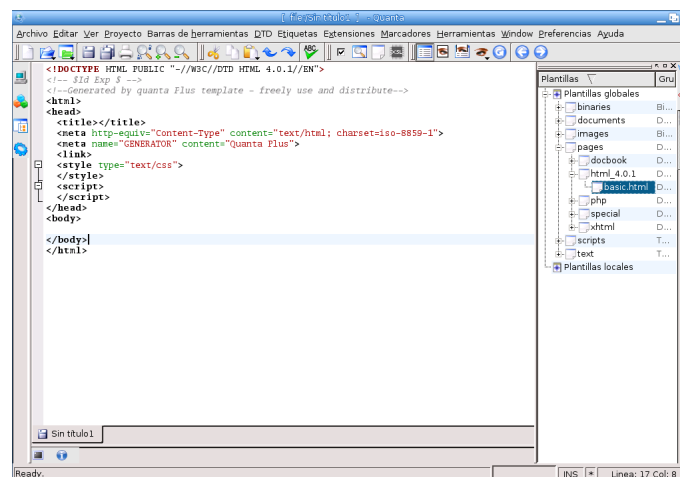 [ file:/Sin título1 ] - Quanta
Archivo Editar Ver Proyecto Barras de herramientas DTD Etiquetas Extensiones Marcadores Herramientas Window Preferencias Ayuda
<!DOCTYPE HTML PUBLIC "-//W3C//DTD HTML 4.0.1//EN">
<!-- $Id Exp $ -->
<!--Generated by quanta Plus template - freely use and distribute-->
<html>
<head>
<title></title>
<meta http-equiv="Content-Type" content="text/html; charset=iso-8859-1">
<meta name="GENERATOR" content="Quanta Plus">
<link>
<style type="text/css">
</style>
<script>
</script>
</head>
<body>
</body>
</html>
Plantillas Gru
Plantillas globales
binaries Bi...
documents D...
images Bi...
pages D...
docbook D...
html_4.0.1 D...
basic.html D...
php D...
special D...
xhtml D...
scripts T...
text T...
Plantillas locales
Sin título1
Ready.
INS * Linea: 17 Col: 8